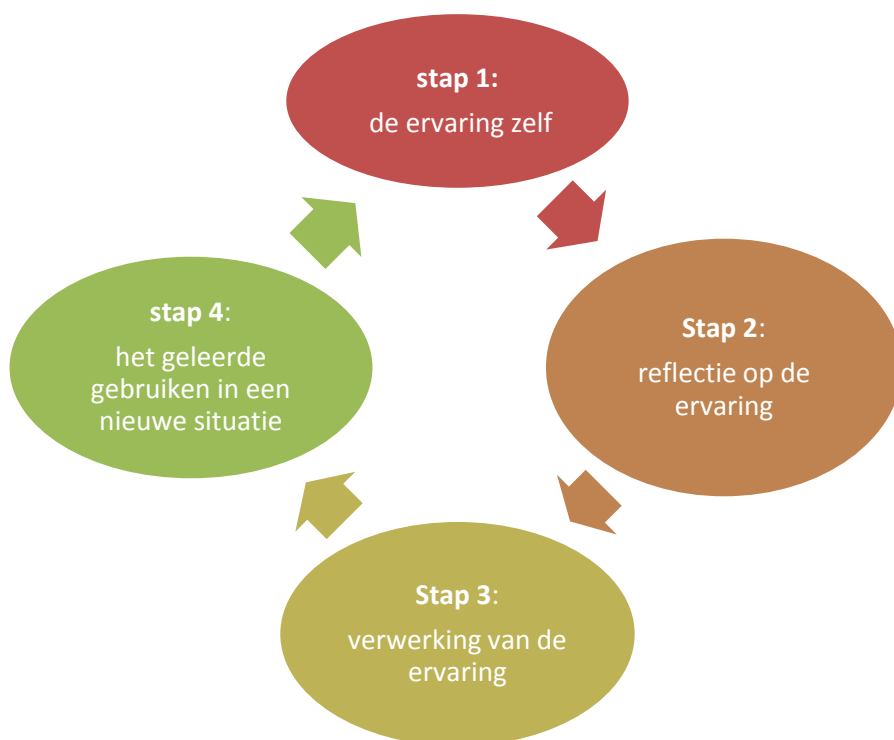 stap 1:
de ervaring zelf
Stap 2:
reflectie op de
ervaring
Stap 3:
verwerking van de
ervaring
stap 4:
het geleerde
gebruiken in een
nieuwe situatie